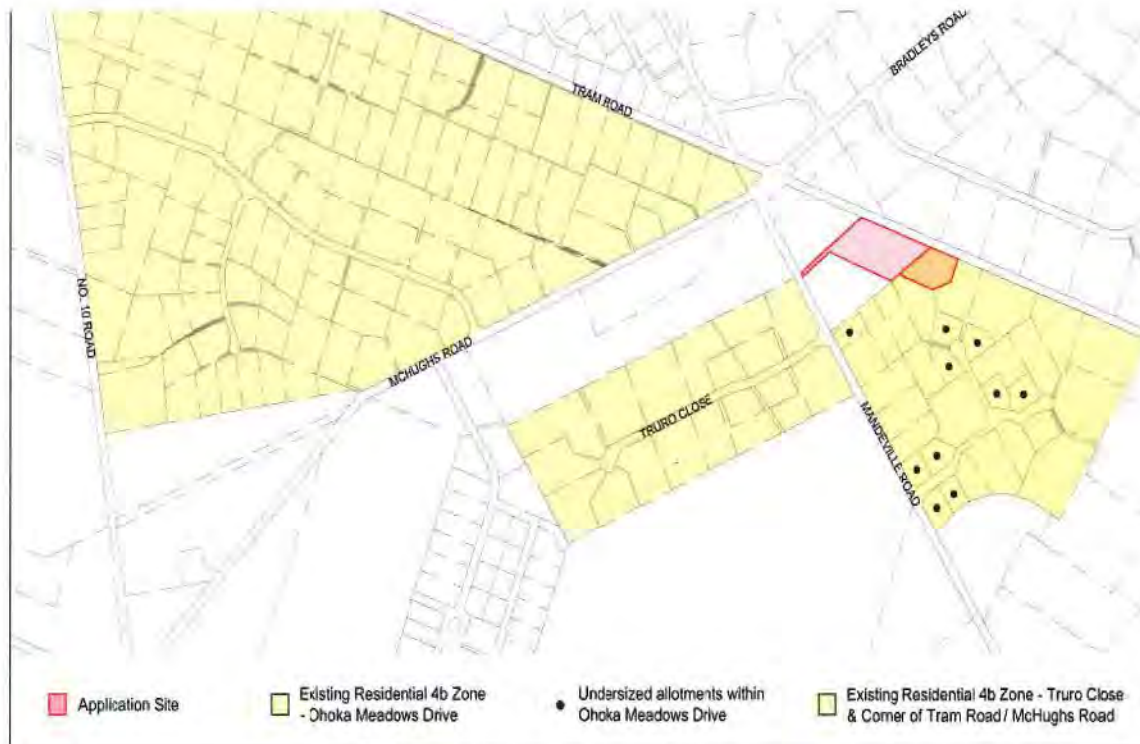 BRADLEYS ROAD
TRAM ROAD
NO. 10 ROAD
MCHUGHS ROAD
TRURO CLOSE
MANDEVILLE ROAD
Application Site
Existing Residential 4b Zone
- Ohoka Meadows Drive
Undersized allotments within
Ohoka Meadows Drive
Existing Residential 4b Zone - Truro Close
& Corner of Tram Road / McHughs Road